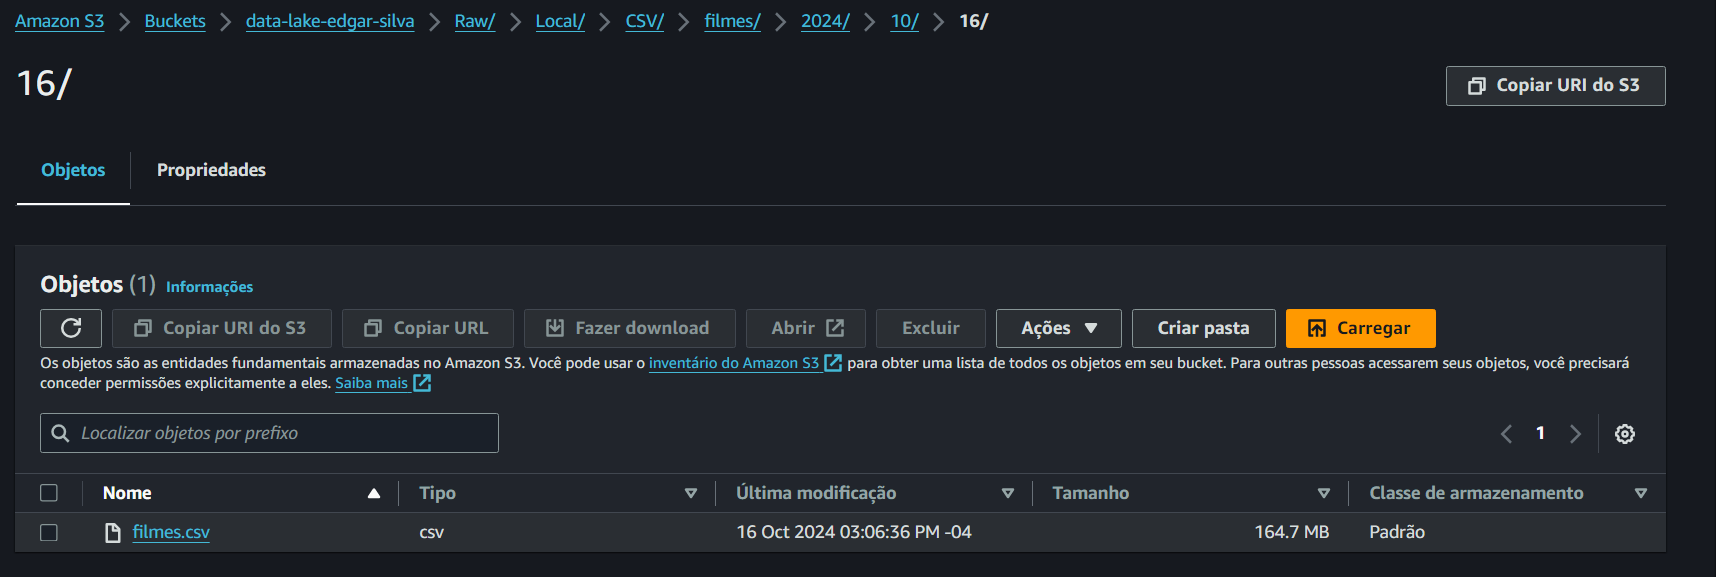 Amazon S3 > Buckets > data-lake-edgar-silva > Raw/ > Local/ > CSV/ > filmes/ > 2024/ > 10/ > 16/
16/
Copiar URI do S3
Objetos Propriedades
Objetos (1) Informações
Copiar URI do S3 Copiar URL Fazer download Abrir Excluir Ações Criar pasta Carregar
Os objetos são as entidades fundamentais armazenadas no Amazon S3. Você pode usar o inventário do Amazon S3 para obter uma lista de todos os objetos em seu bucket. Para outras pessoas acessarem seus objetos, você precisará
conceder permissões explicitamente a eles. Saiba mais
Localizar objetos por prefixo
1
Nome Tipo Última modificação Tamanho Classe de armazenamento
filmes.csv csv 16 Oct 2024 03:06:36 PM -04 164.7 MB Padrão